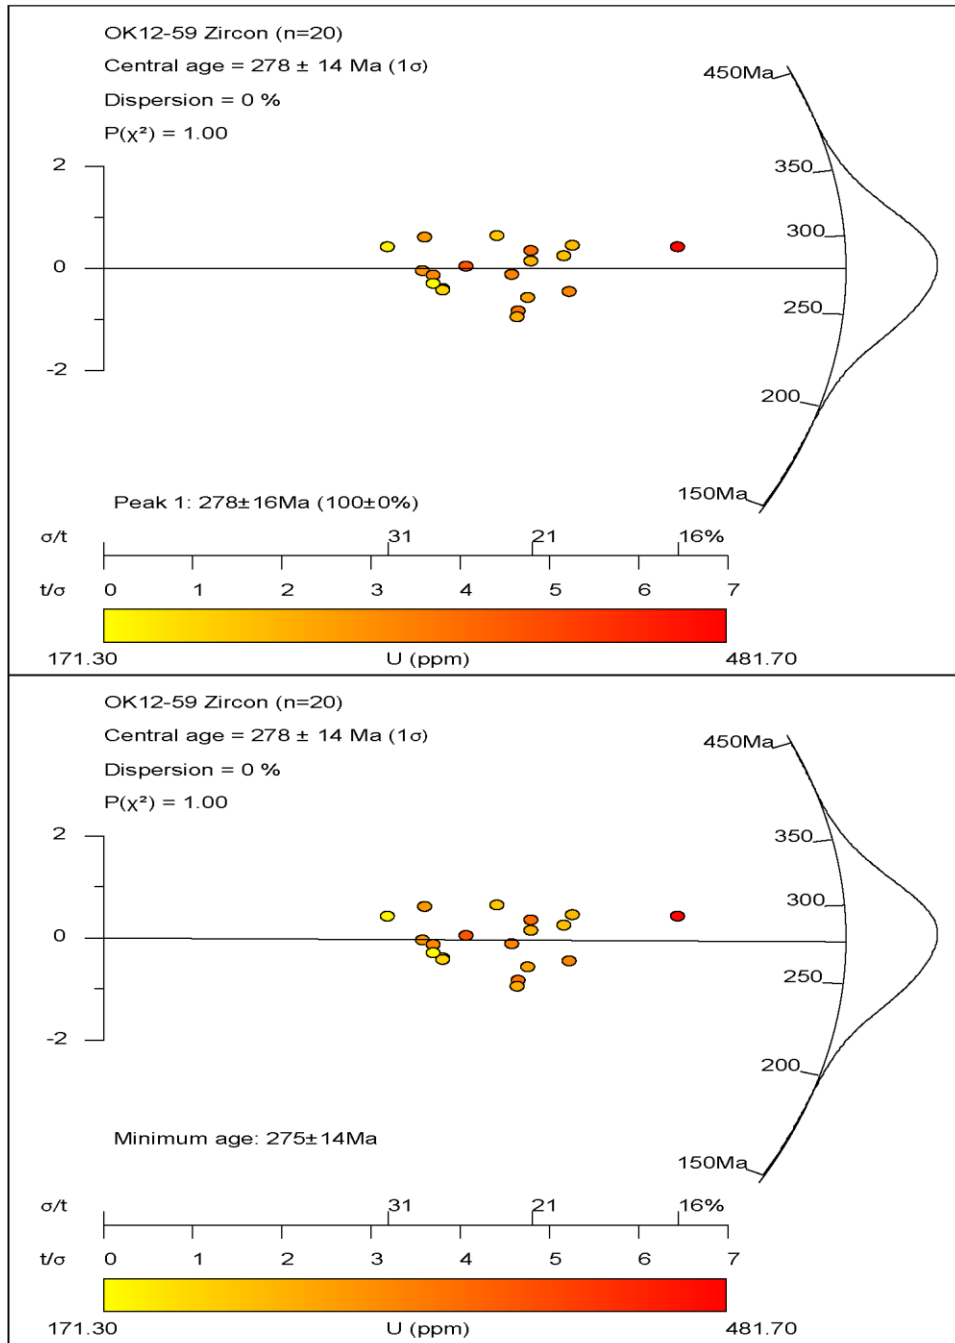 OK12-59 Zircon (n=20)
Central age = 278 ± 14 Ma (1σ)
Dispersion = 0 %
P(χ²) = 1.00
450Ma
350
300
250
200
150Ma
2
0
-2
Peak 1: 278±16Ma (100±0%)
σ/t 31 21 16%
t/σ 0 1 2 3 4 5 6 7
171.30 U (ppm) 481.70
OK12-59 Zircon (n=20)
Central age = 278 ± 14 Ma (1σ)
Dispersion = 0 %
P(χ²) = 1.00
450Ma
350
300
250
200
150Ma
2
0
-2
Minimum age: 275±14Ma
σ/t 31 21 16%
t/σ 0 1 2 3 4 5 6 7
171.30 U (ppm) 481.70